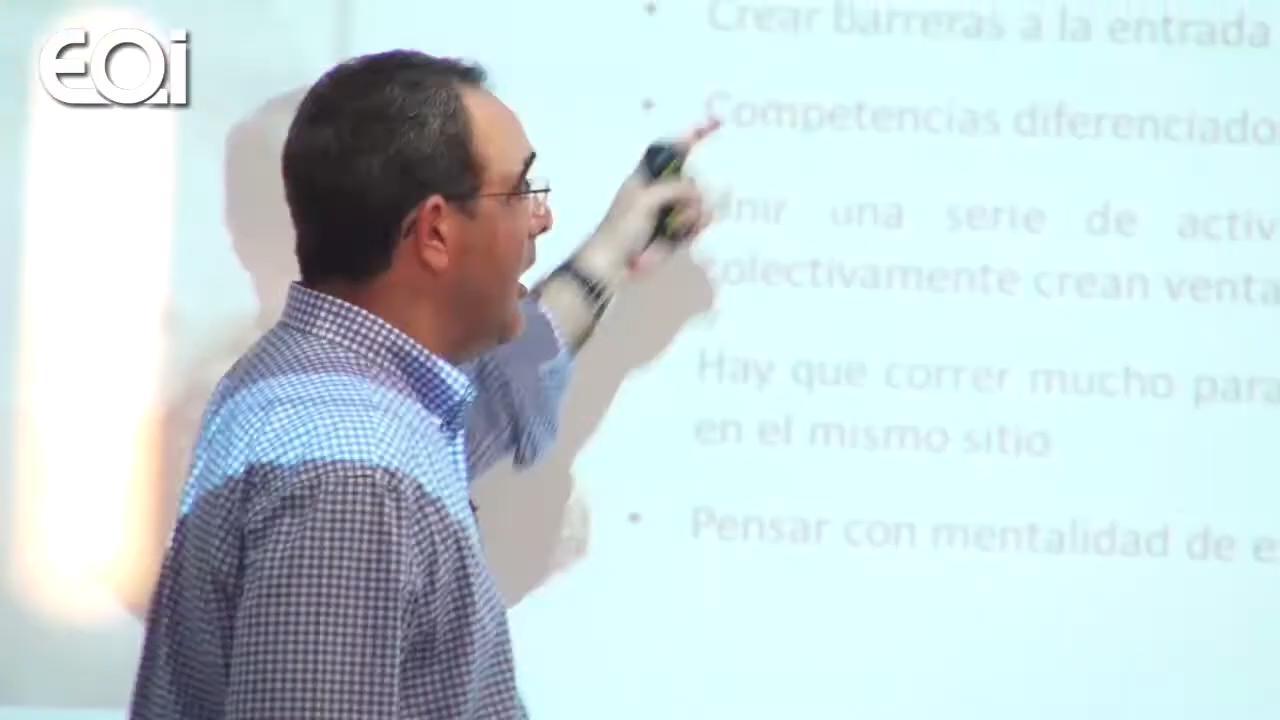 EOi
Crear Barreras a la entrada
Competencias diferenciado
Unir una serie de activ
colectivamente crean venta
Hay que correr mucho para
en el mismo sitio
Pensar con mentalidad de e